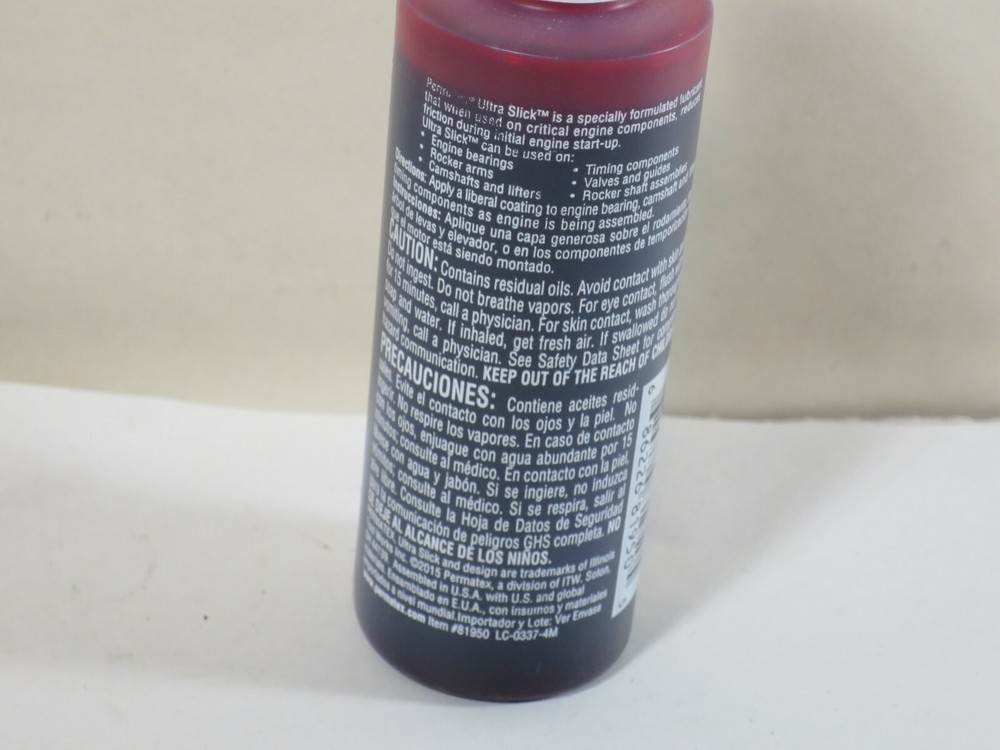 Ultra Slick™ is a specially formulated lubricant
that when used on critical engine components, reduces
friction during initial engine start-up.
Ultra Slick™ can be used on:
• Engine bearings
• Rocker arms
• Camshafts and lifters
• Timing components
• Valves and guides
• Rocker shaft assemblies
Directions: Apply a liberal coating to engine bearing, camshaft and
timing components as engine is being assembled.
Instrucciones: Aplique una capa generosa sobre el rodamiento
árbol de levas y elevador, o en los componentes de
que el motor está siendo montado.
CAUTION: Contains residual oils. Avoid contact with skin
Do not ingest. Do not breathe vapors. For eye contact, flush
for 15 minutes, call a physician. For skin contact, wash
soap and water. If inhaled, get fresh air. If swallowed do
vomiting, call a physician. See Safety Data Sheet for
hazard communication. KEEP OUT OF THE REACH OF
PRECAUCIONES: Contiene aceites resid-
uales. Evite el contacto con los ojos y la piel. No
ingerir. No respire los vapores. En caso de contacto
con los ojos, enjuague con agua abundante por 15
minutos; consulte al médico. En contacto con la piel,
con agua y jabón. Si se ingiere, no induzca
consulte al médico. Si se respira, salir al
aire libre. Consulte la Hoja de Datos de Seguridad
la comunicación de peligros GHS completa. NO
SE DEJE AL ALCANCE DE LOS NIÑOS.
PERMATEX, Ultra Slick and design are trademarks of Illinois
Tool Works Inc. ©2015 Permatex, a division of ITW, Solon,
Assembled in U.S.A. with U.S. and global
Ensamblado en E.U.A., con insumos y materiales
a nivel mundial. Importador y Lote: Ver Envase
www.permatex.com Item #81950 LC-0337-4M